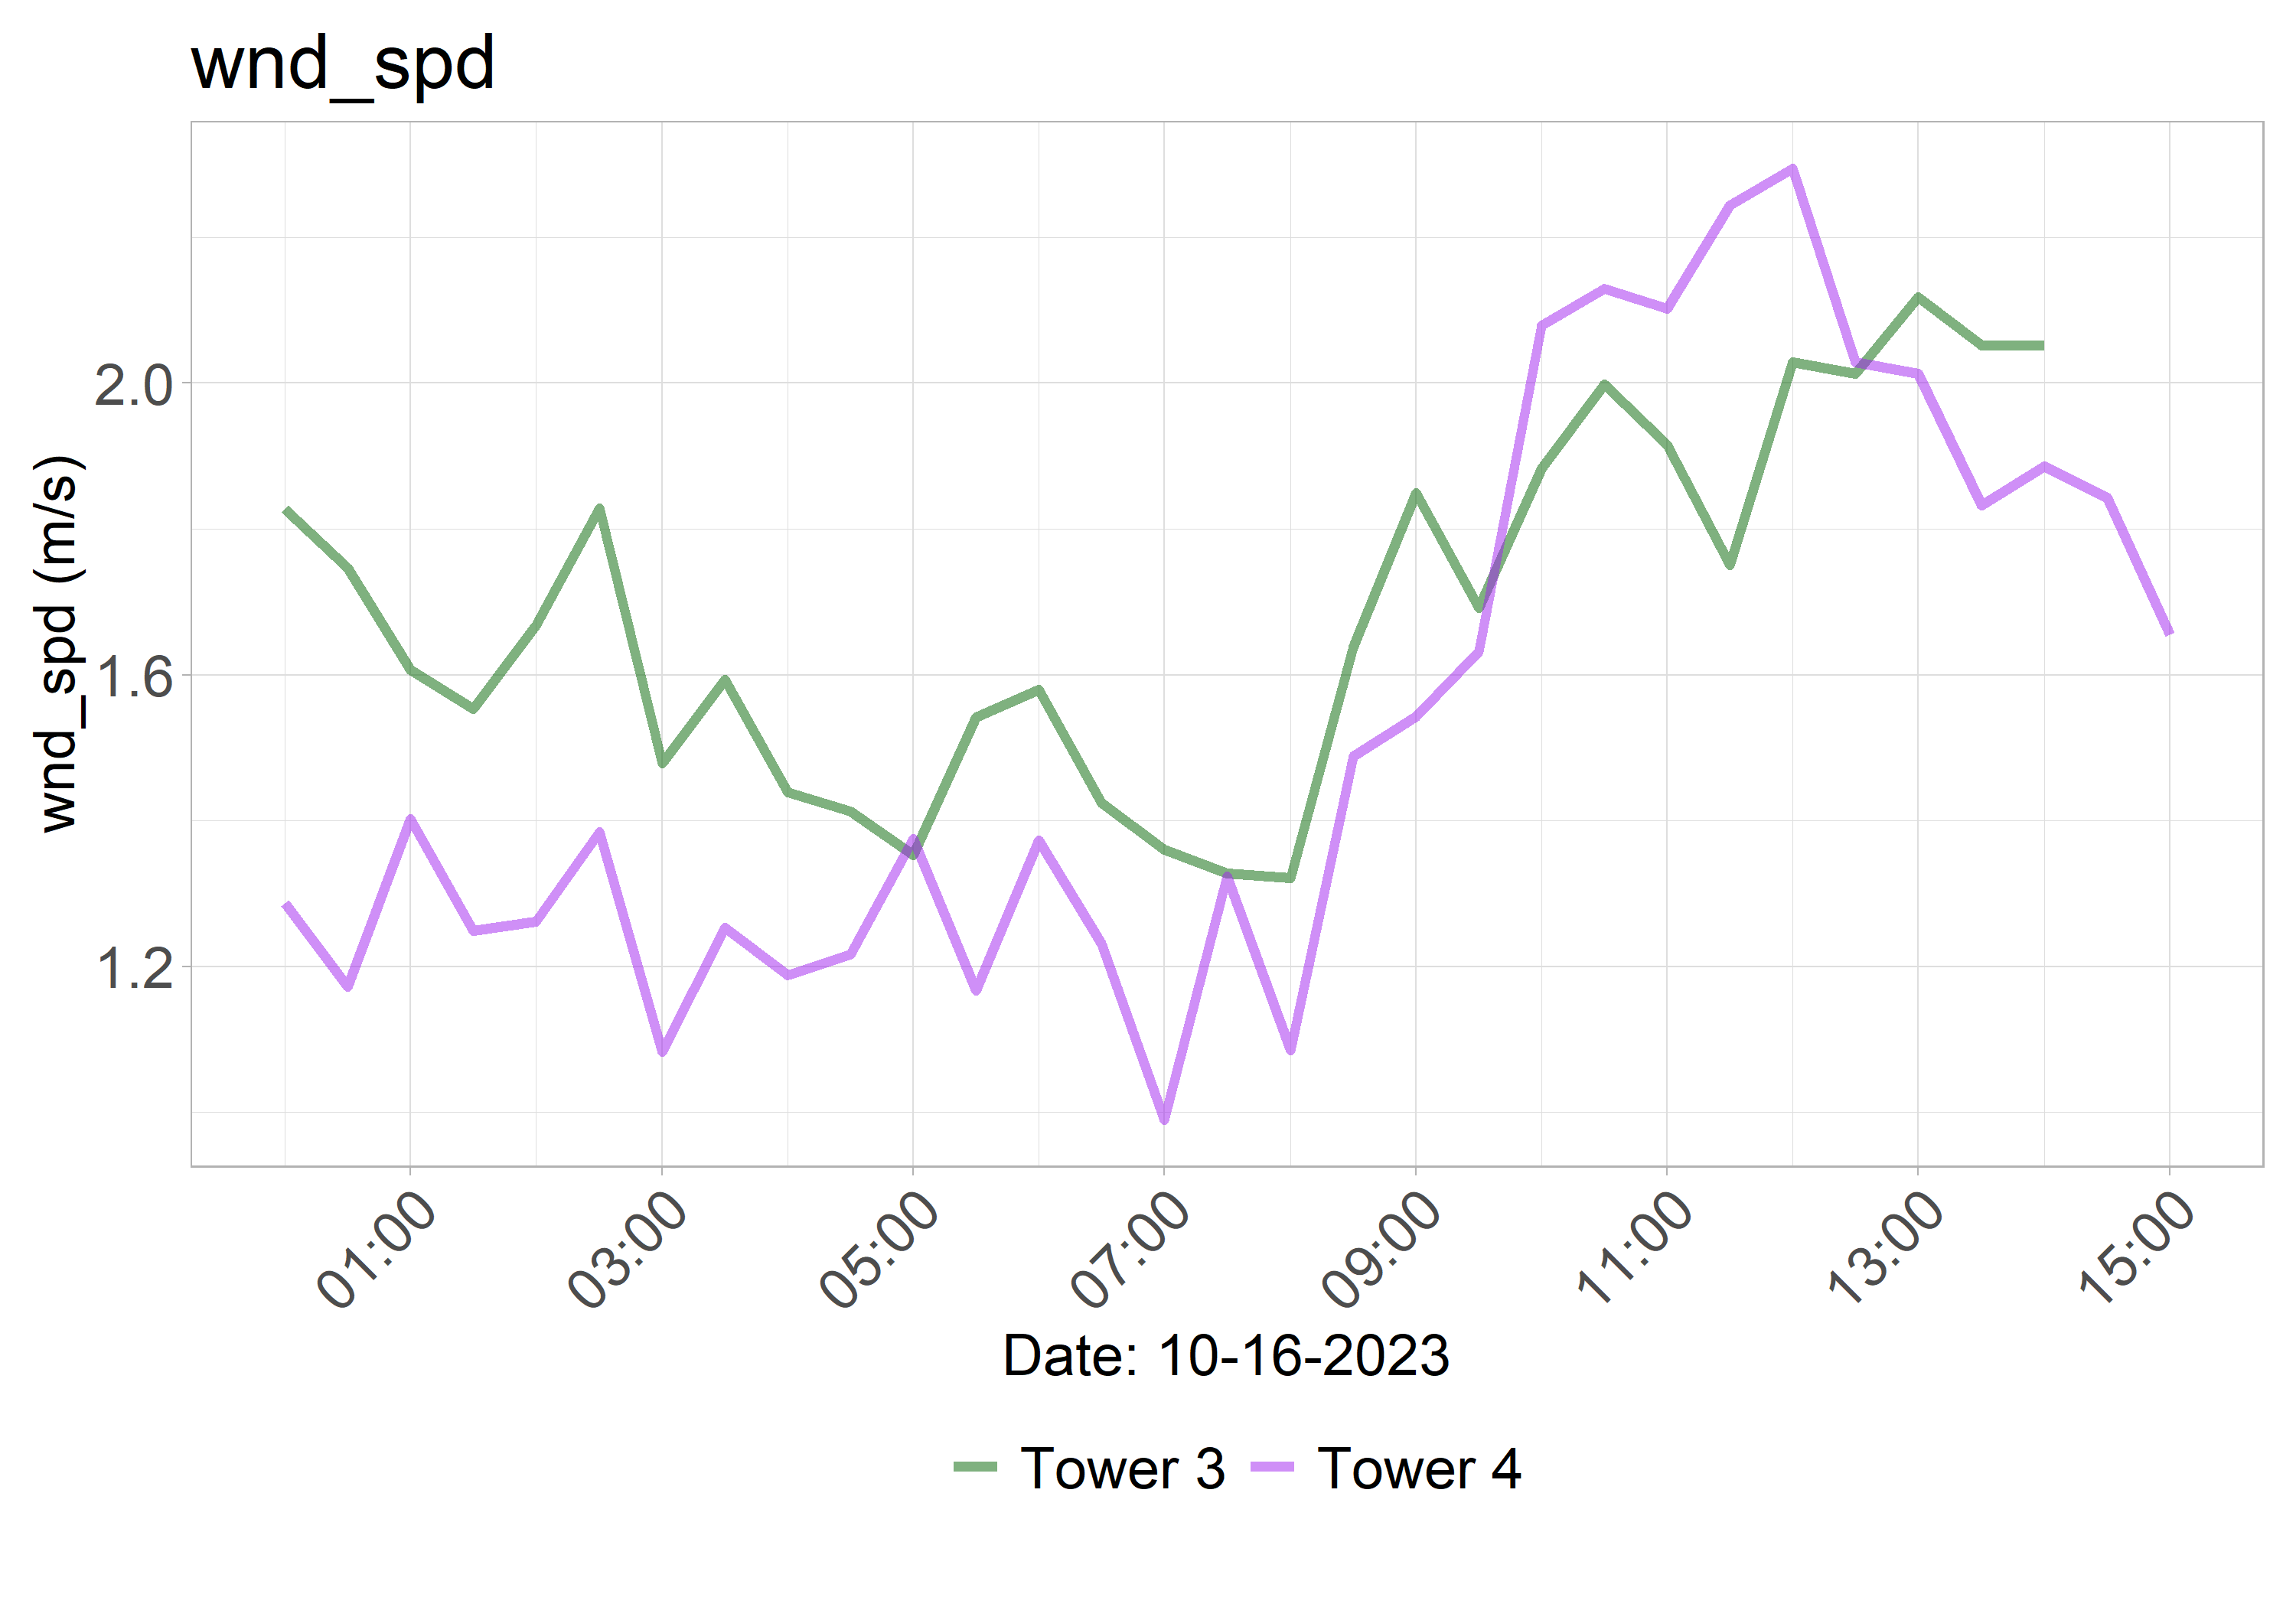 wnd_spd
wnd_spd (m/s)
2.0
1.6
1.2
01:00 03:00 05:00 07:00 09:00 11:00 13:00 15:00
Date: 10-16-2023
Tower 3 Tower 4